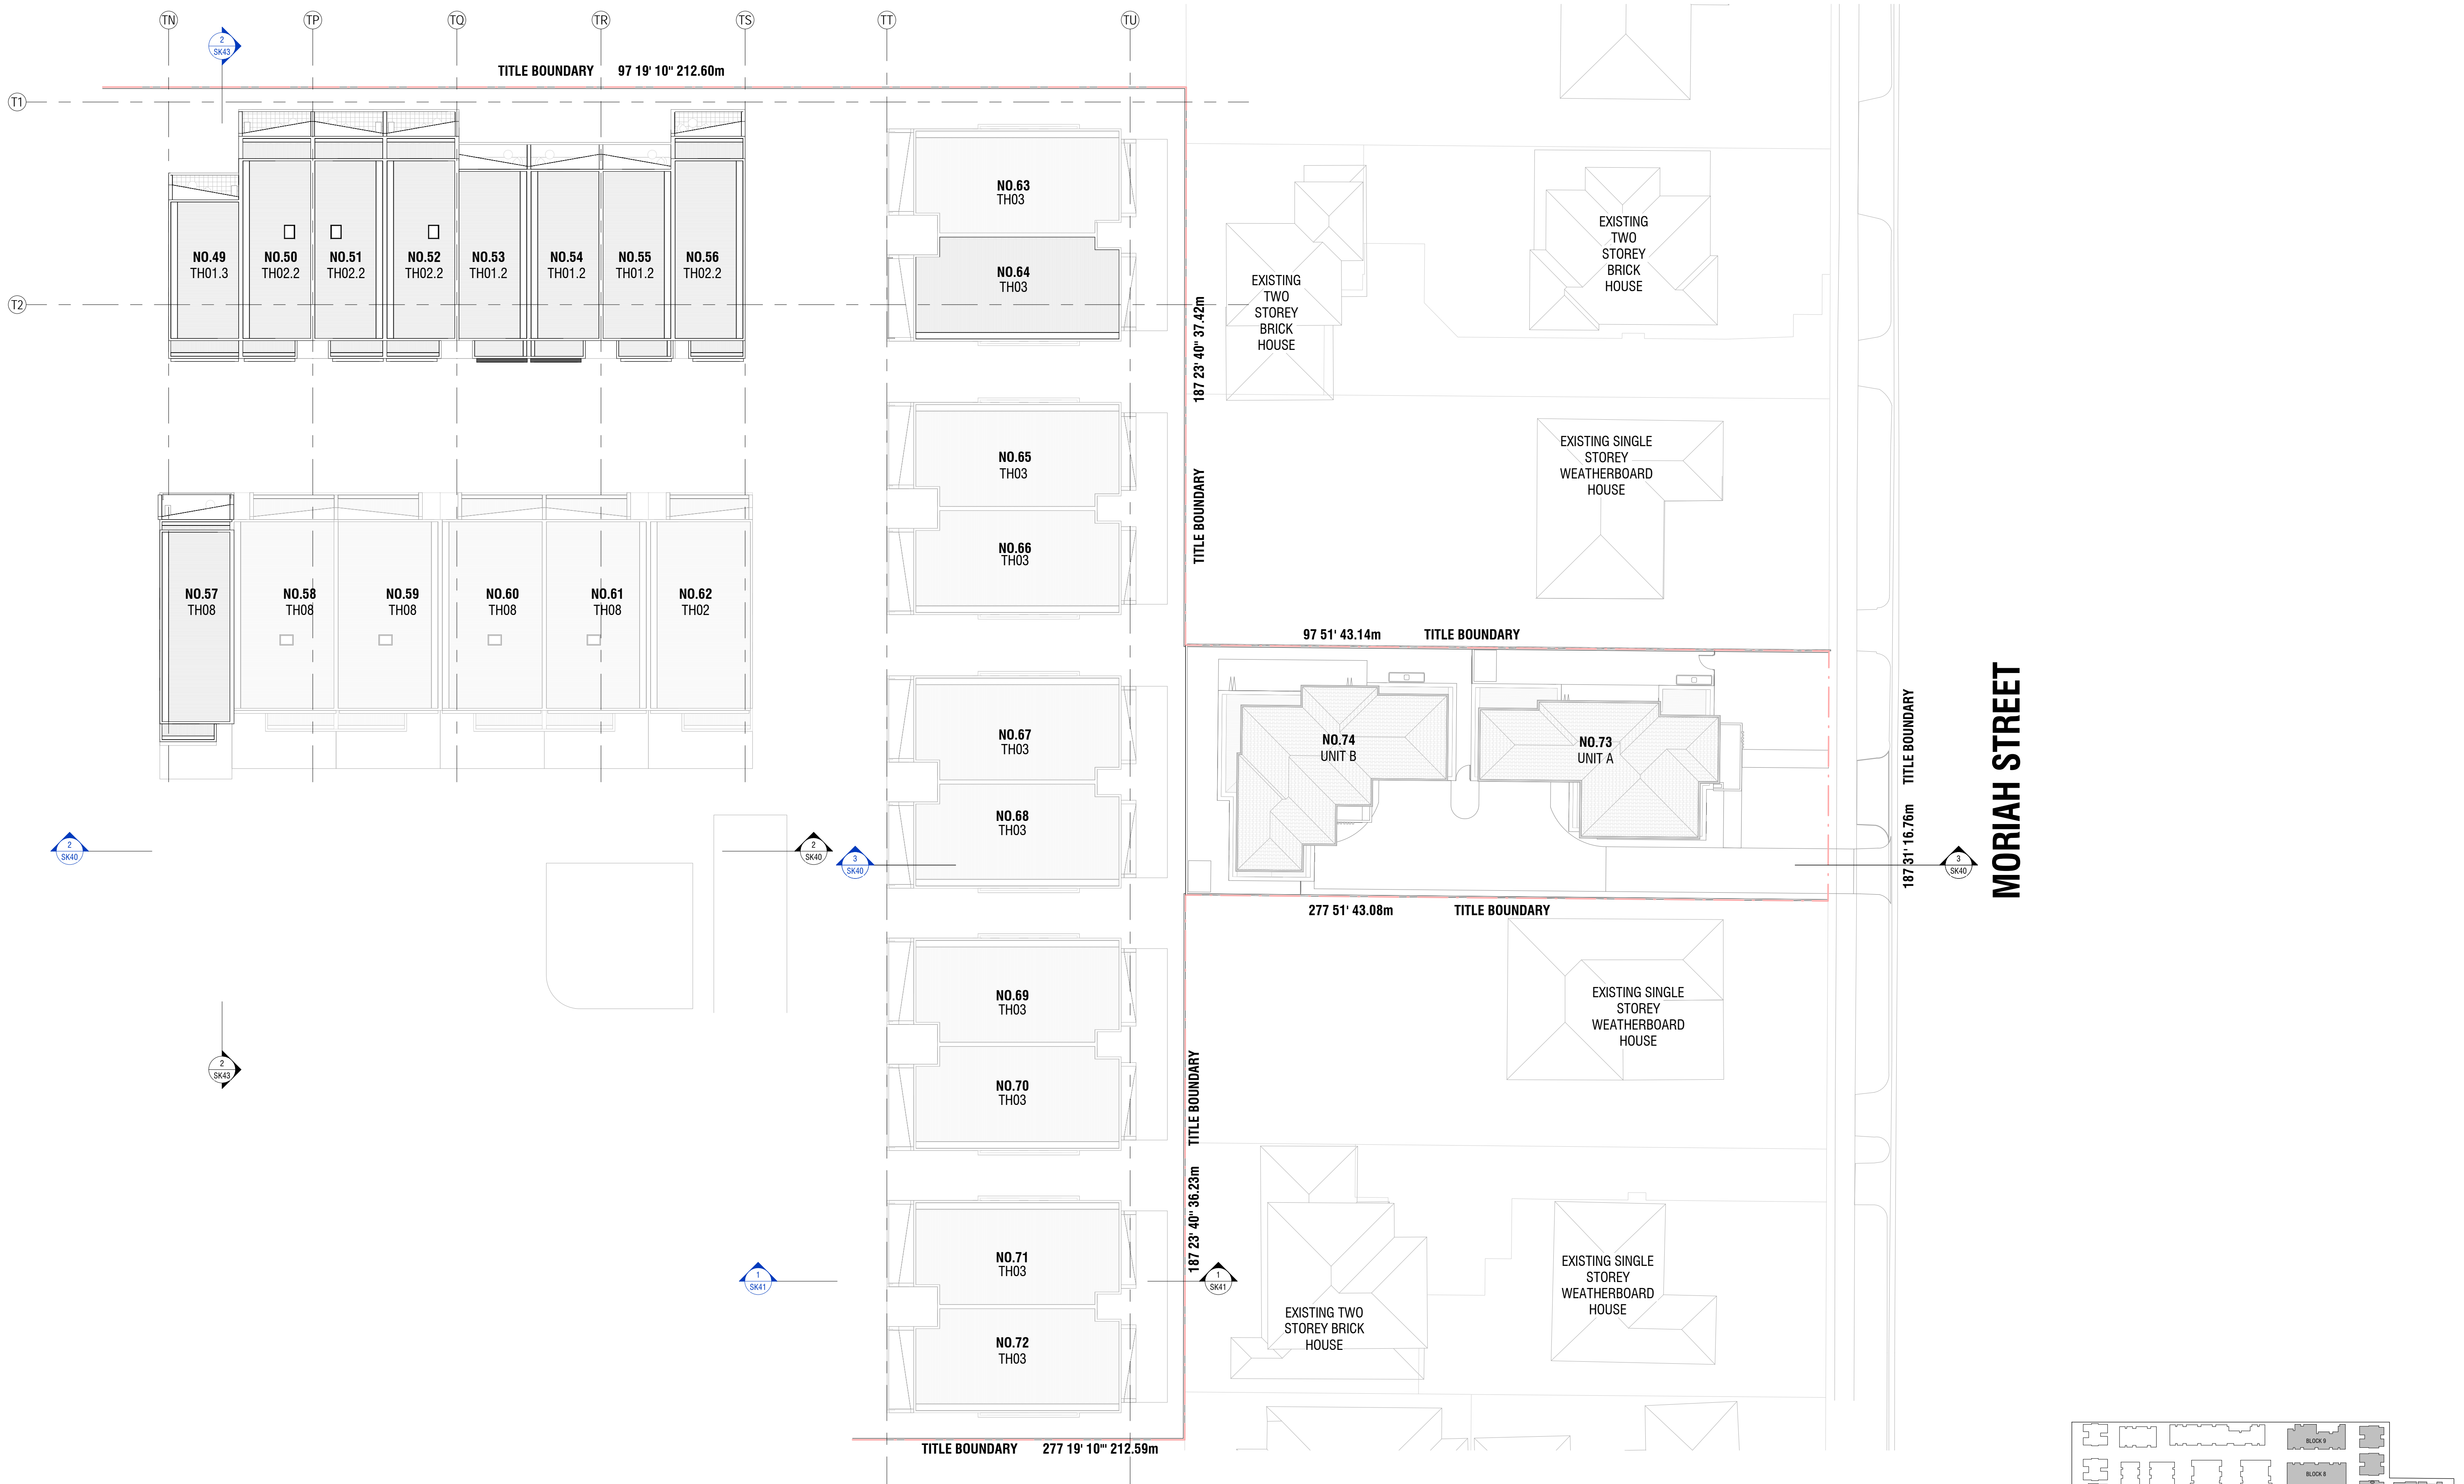 TN
TP
TQ
TR
TS
TT
TU
2
SK43
TITLE BOUNDARY 97 19' 10" 212.60m
T1
T2
NO.49
TH01.3
NO.50
TH02.2
NO.51
TH02.2
NO.52
TH02.2
NO.53
TH01.2
NO.54
TH01.2
NO.55
TH01.2
NO.56
TH02.2
NO.63
TH03
NO.64
TH03
EXISTING
TWO
STOREY
BRICK
HOUSE
EXISTING
TWO
STOREY
BRICK
HOUSE
187 23' 40" 37.42m
TITLE BOUNDARY
NO.65
TH03
NO.66
TH03
EXISTING SINGLE
STOREY
WEATHERBOARD
HOUSE
NO.57
TH08
NO.58
TH08
NO.59
TH08
NO.60
TH08
NO.61
TH08
NO.62
TH02
97 51' 43.14m TITLE BOUNDARY
NO.67
TH03
NO.68
TH03
NO.74
UNIT B
NO.73
UNIT A
TITLE BOUNDARY
187 31' 16.76m
MORIAH STREET
2
SK40
2
SK40
3
SK40
3
SK40
277 51' 43.08m TITLE BOUNDARY
NO.69
TH03
NO.70
TH03
EXISTING SINGLE
STOREY
WEATHERBOARD
HOUSE
2
SK43
TITLE BOUNDARY
187 23' 40" 36.23m
NO.71
TH03
NO.72
TH03
1
SK41
1
SK41
EXISTING TWO
STOREY BRICK
HOUSE
EXISTING SINGLE
STOREY
WEATHERBOARD
HOUSE
TITLE BOUNDARY 277 19' 10'" 212.59m
BLOCK 9
BLOCK 8